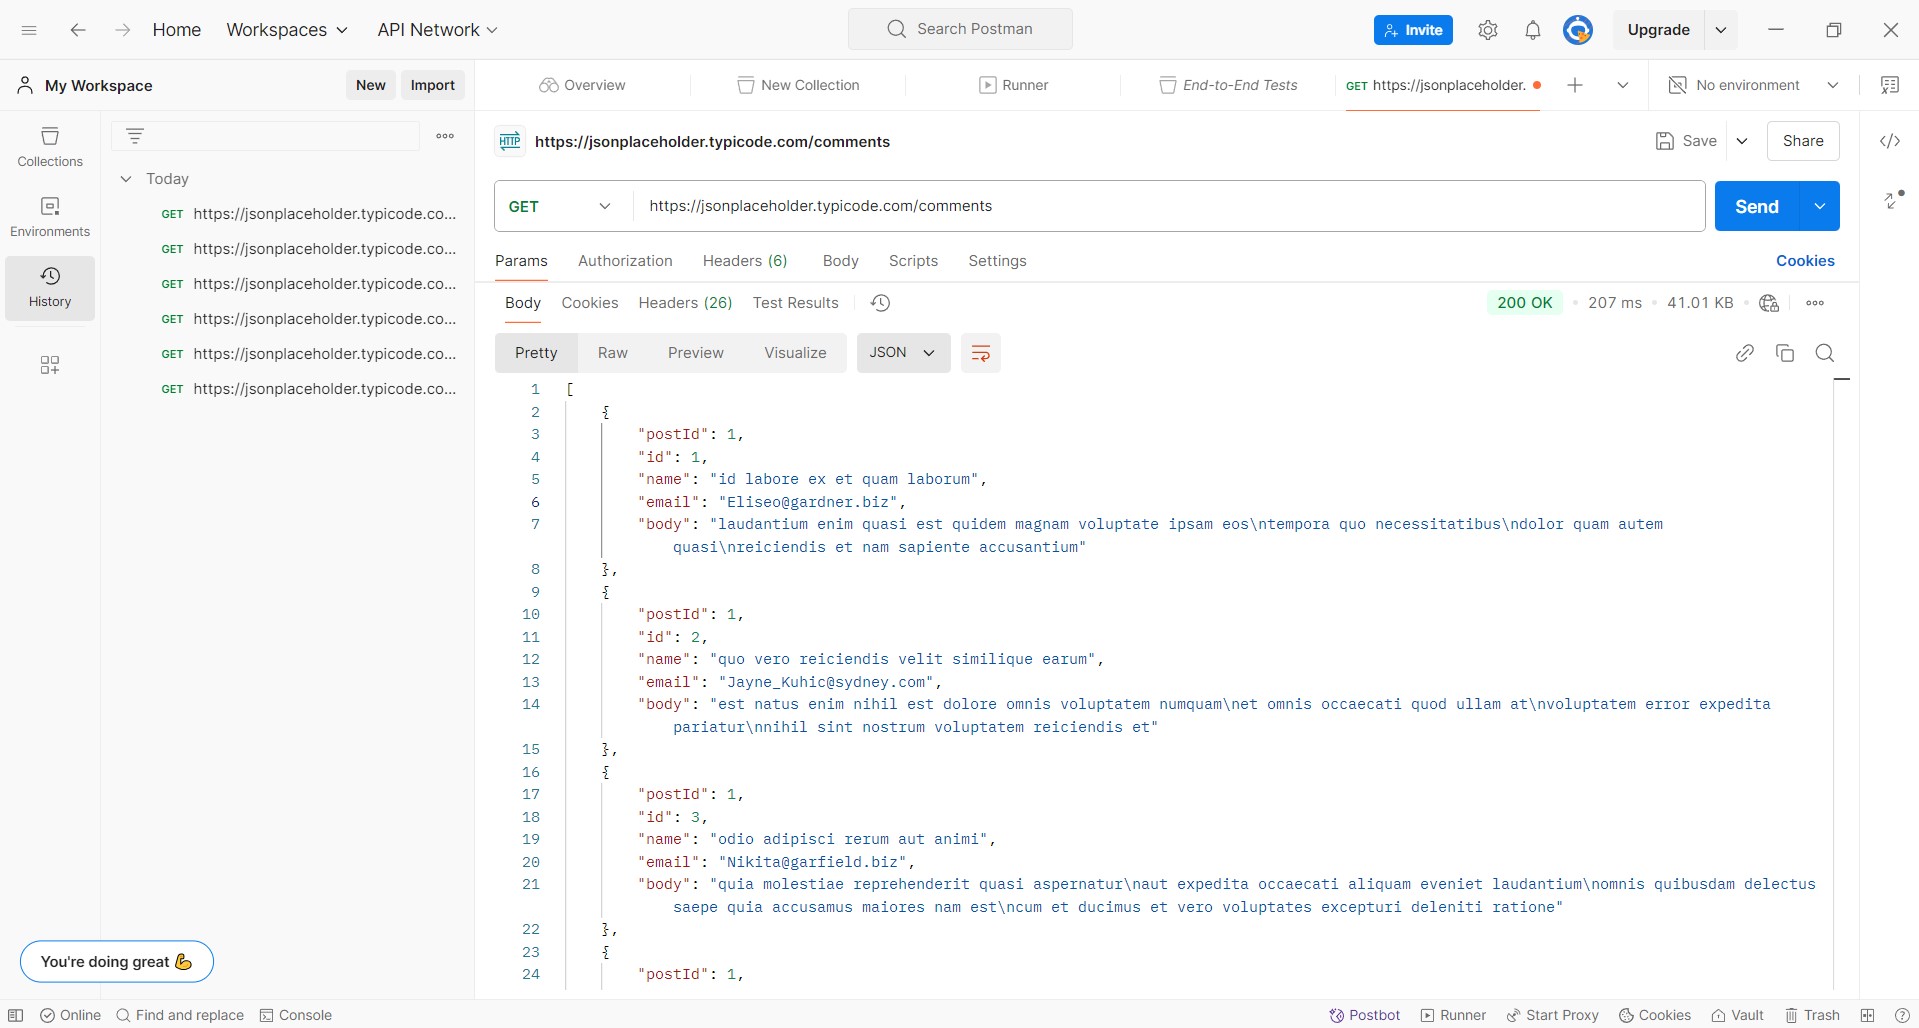 Home Workspaces API Network Search Postman Invite Upgrade
My Workspace New Import Overview New Collection Runner End-to-End Tests GET https://jsonplaceholder. No environment
Collections
Environments
History
Today
GET https://jsonplaceholder.typicode.co...
GET https://jsonplaceholder.typicode.co...
GET https://jsonplaceholder.typicode.co...
GET https://jsonplaceholder.typicode.co...
GET https://jsonplaceholder.typicode.co...
GET https://jsonplaceholder.typicode.co...
You're doing great 💪
HTTP https://jsonplaceholder.typicode.com/comments Save Share
GET https://jsonplaceholder.typicode.com/comments Send
Params Authorization Headers (6) Body Scripts Settings Cookies
Body Cookies Headers (26) Test Results 200 OK 207 ms 41.01 KB
Pretty Raw Preview Visualize JSON
1 [
2 {
3 "postId": 1,
4 "id": 1,
5 "name": "id labore ex et quam laborum",
6 "email": "Eliseo@gardner.biz",
7 "body": "laudantium enim quasi est quidem magnam voluptate ipsam eos\ntempora quo necessitatibus\ndolor quam autem
quasi\nreiciendis et nam sapiente accusantium"
8 },
9 {
10 "postId": 1,
11 "id": 2,
12 "name": "quo vero reiciendis velit similique earum",
13 "email": "Jayne_Kuhic@sydney.com",
14 "body": "est natus enim nihil est dolore omnis voluptatem numquam\net omnis occaecati quod ullam at\nvoluptatem error expedita
pariatur\nnihil sint nostrum voluptatem reiciendis et"
15 },
16 {
17 "postId": 1,
18 "id": 3,
19 "name": "odio adipisci rerum aut animi",
20 "email": "Nikita@garfield.biz",
21 "body": "quia molestiae reprehenderit quasi aspernatur\naut expedita occaecati aliquam eveniet laudantium\nomnis quibusdam delectus
saepe quia accusamus maiores nam est\ncum et ducimus et vero voluptates excepturi deleniti ratione"
22 },
23 {
24 "postId": 1,
Online Find and replace Console Postbot Runner Start Proxy Cookies Vault Trash